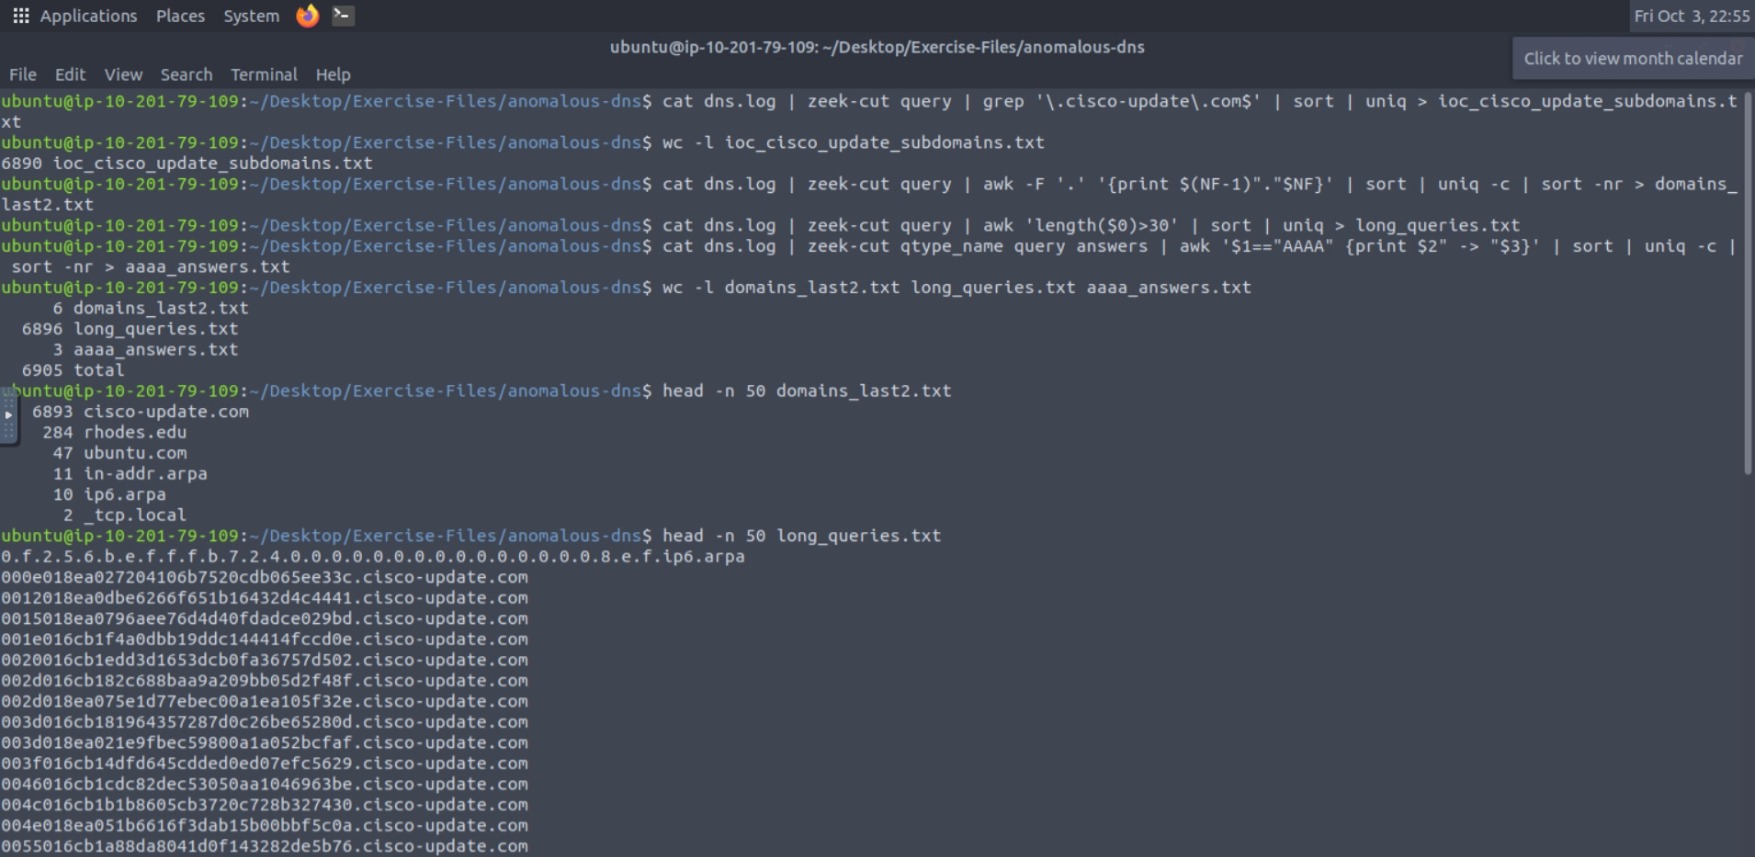 Applications Places System Fri Oct 3, 22:55
ubuntu@ip-10-201-79-109: ~/Desktop/Exercise-Files/anomalous-dns
Click to view month calendar
File Edit View Search Terminal Help
ubuntu@ip-10-201-79-109:~/Desktop/Exercise-Files/anomalous-dns$ cat dns.log | zeek-cut query | grep '\.cisco-update\.com$' | sort | uniq > ioc_cisco_update_subdomains.t
xt
ubuntu@ip-10-201-79-109:~/Desktop/Exercise-Files/anomalous-dns$ wc -l ioc_cisco_update_subdomains.txt
6890 ioc_cisco_update_subdomains.txt
ubuntu@ip-10-201-79-109:~/Desktop/Exercise-Files/anomalous-dns$ cat dns.log | zeek-cut query | awk -F '.' '{print $(NF-1)"."$NF}' | sort | uniq -c | sort -nr > domains_
last2.txt
ubuntu@ip-10-201-79-109:~/Desktop/Exercise-Files/anomalous-dns$ cat dns.log | zeek-cut query | awk 'length($0)>30' | sort | uniq > long_queries.txt
ubuntu@ip-10-201-79-109:~/Desktop/Exercise-Files/anomalous-dns$ cat dns.log | zeek-cut qtype_name query answers | awk '$1=="AAAA" {print $2" -> "$3}' | sort | uniq -c |
sort -nr > aaaa_answers.txt
ubuntu@ip-10-201-79-109:~/Desktop/Exercise-Files/anomalous-dns$ wc -l domains_last2.txt long_queries.txt aaaa_answers.txt
6 domains_last2.txt
6896 long_queries.txt
3 aaaa_answers.txt
6905 total
ubuntu@ip-10-201-79-109:~/Desktop/Exercise-Files/anomalous-dns$ head -n 50 domains_last2.txt
6893 cisco-update.com
284 rhodes.edu
47 ubuntu.com
11 in-addr.arpa
10 ip6.arpa
2 _tcp.local
ubuntu@ip-10-201-79-109:~/Desktop/Exercise-Files/anomalous-dns$ head -n 50 long_queries.txt
0.f.2.5.6.b.e.f.f.f.b.7.2.4.0.0.0.0.0.0.0.0.0.0.0.0.0.0.0.8.e.f.ip6.arpa
000e018ea027204106b7520cdb065ee33c.cisco-update.com
0012018ea0dbe6266f651b16432d4c4441.cisco-update.com
0015018ea0796aee76d4d40fdadce029bd.cisco-update.com
001e016cb1f4a0dbb19ddc144414fccd0e.cisco-update.com
0020016cb1edd3d1653dcb0fa36757d502.cisco-update.com
002d016cb182c688baa9a209bb05d2f48f.cisco-update.com
002d018ea075e1d77ebec00a1ea105f32e.cisco-update.com
003d016cb181964357287d0c26be65280d.cisco-update.com
003d018ea021e9fbec59800a1a052bcfaf.cisco-update.com
003f016cb14dfd645cdded0ed07efc5629.cisco-update.com
0046016cb1cdc82dec53050aa1046963be.cisco-update.com
004c016cb1b1b8605cb3720c728b327430.cisco-update.com
004e018ea051b6616f3dab15b00bbf5c0a.cisco-update.com
0055016cb1a88da8041d0f143282de5b76.cisco-update.com